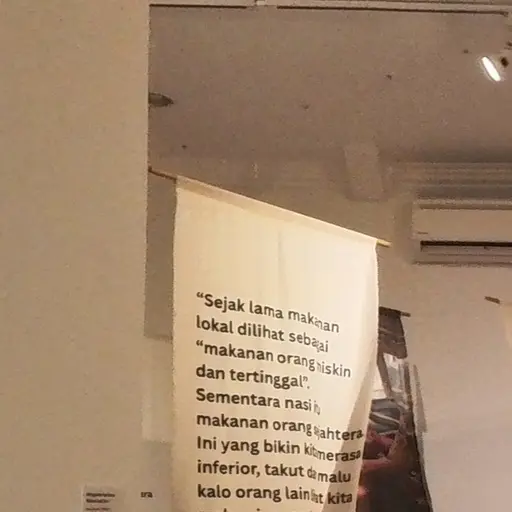 “Sejak lama makanan
lokal dilihat sebagai
“makanan orang miskin
dan tertinggal”.
Sementara nasi
makanan orang sejahtera.
Ini yang bikin kita merasa
inferior, takut dan malu
kalo orang lain lihat kita